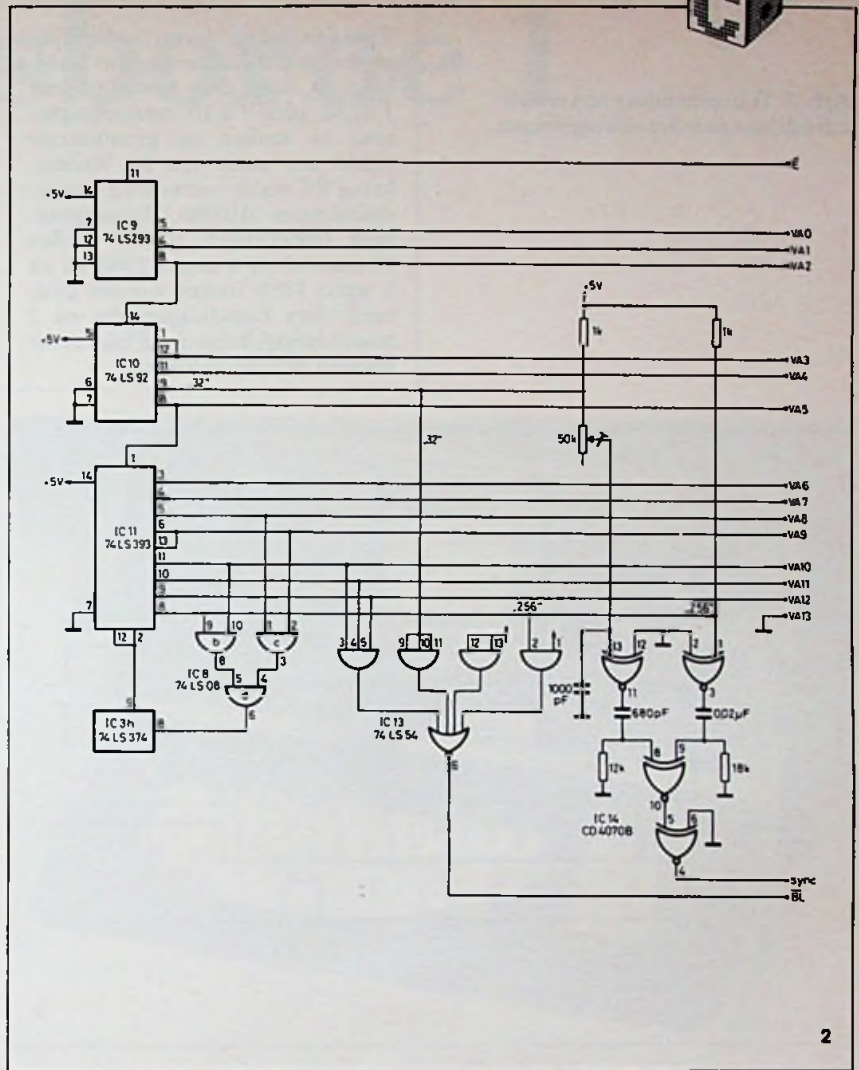 C
11
E
+5V
14
IC 9
74 LS293
7
12
13
5
4
8
VA0
VA1
VA2
14
+5V
5
IC 10
74 LS 92
6
7
1
12
11
9
8
"32"
VA3
VA4
VA5
+5V
1k
1k
50k
"32"
1
+5V
14
IC 11
74 LS393
7
12
2
3
4
5
6
13
11
10
9
8
VA6
VA7
VA8
VA9
VA10
VA11
VA12
VA13
"256"
"256"
9
10
b
8
1
2
c
3
5
4
6
IC 8
74 LS 08
3
4
5
9
10
11
12
13
2
1
IC 13
74 LS 54
6
9
8
IC 3h
74 LS 374
1000
pF
13
12
11
2
1
3
680pF
0,02µF
12k
18k
8
9
10
5
6
4
IC 14
CD 4070B
sync
BL
2